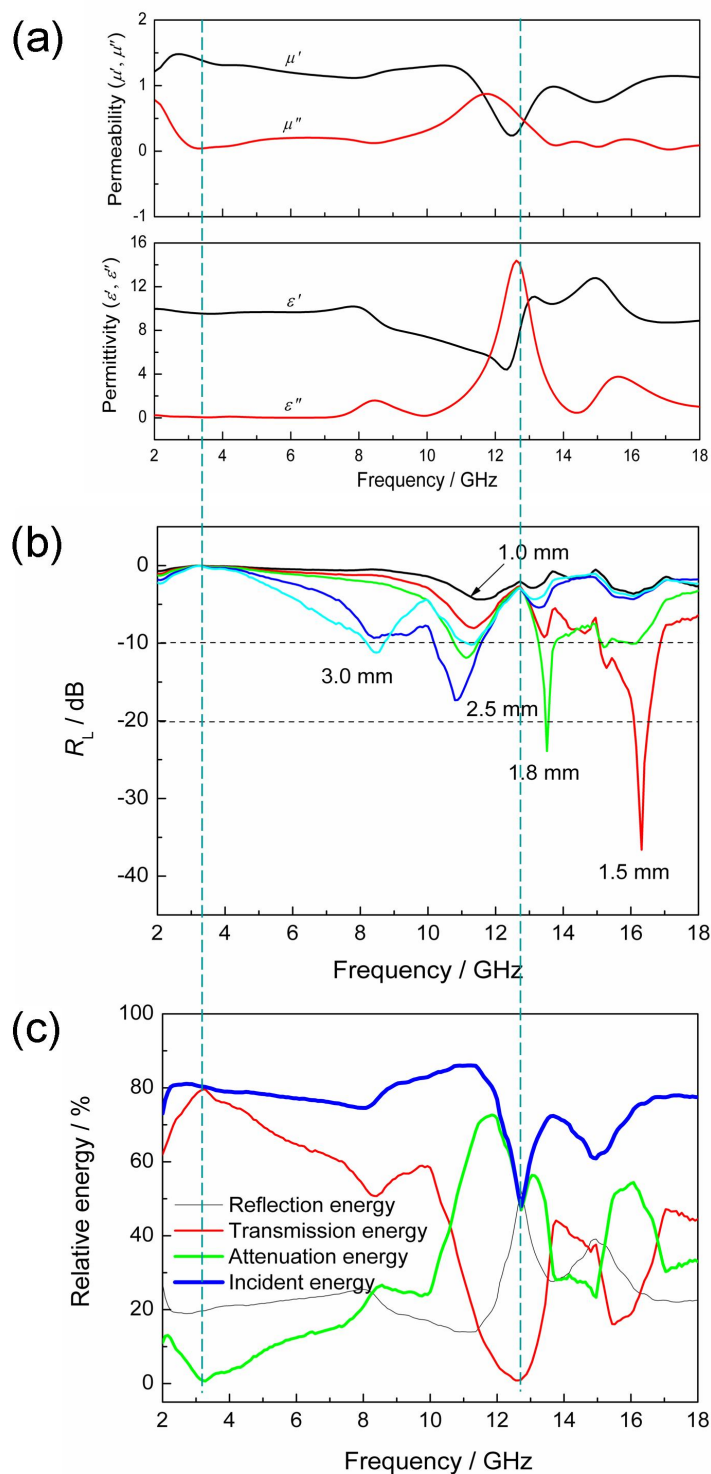 (a)
Permeability (μ′, μ″)
2
1
0
-1
μ′
μ″
Permittivity (ε′, ε″)
16
12
8
4
0
ε′
ε″
2 4 6 8 10 12 14 16 18
Frequency / GHz
(b)
R_L / dB
0
-10
-20
-30
-40
1.0 mm
3.0 mm
2.5 mm
1.8 mm
1.5 mm
2 4 6 8 10 12 14 16 18
Frequency / GHz
(c)
Relative energy / %
100
80
60
40
20
0
Reflection energy
Transmission energy
Attenuation energy
Incident energy
2 4 6 8 10 12 14 16 18
Frequency / GHz